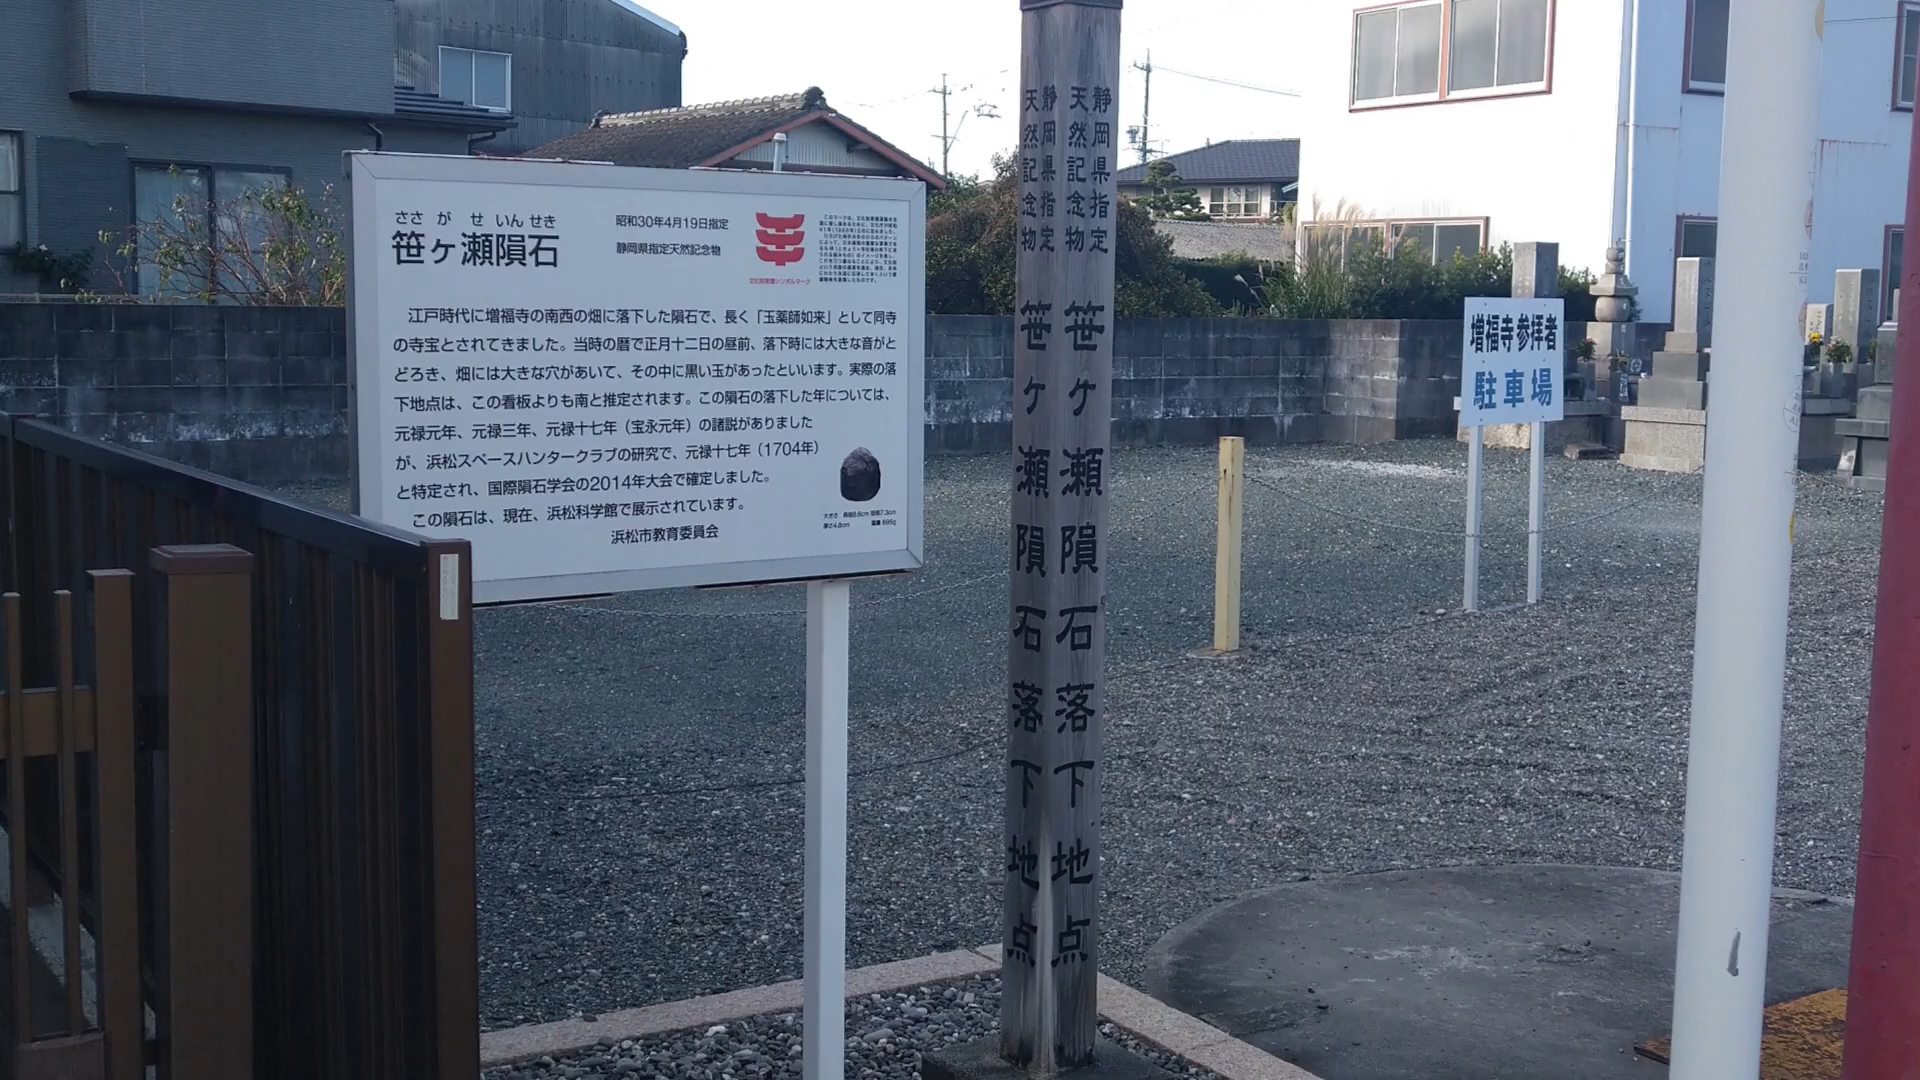 ささ が せ いん せき
笹ヶ瀬隕石
昭和30年4月19日指定
静岡県指定天然記念物
文化財愛護シンボルマーク
江戸時代に増福寺の南西の畑に落下した隕石で、長く「玉薬師如来」として同寺
の寺宝とされてきました。当時の暦で正月十二日の昼前、落下時には大きな音がと
どろき、畑には大きな穴があいて、その中に黒い玉があったといいます。実際の落
下地点は、この看板よりも南と推定されます。この隕石の落下した年については、
元禄元年、元禄三年、元禄十七年（宝永元年）の諸説がありました
が、浜松スペースハンタークラブの研究で、元禄十七年（1704年）
と特定され、国際隕石学会の2014年大会で確定しました。
この隕石は、現在、浜松科学館で展示されています。
浜松市教育委員会
静岡県指定
天然記念物
笹ヶ瀬隕石落下地点
静岡県指定
天然記念物
笹ヶ瀬隕石落下地点
増福寺参拝者
駐車場